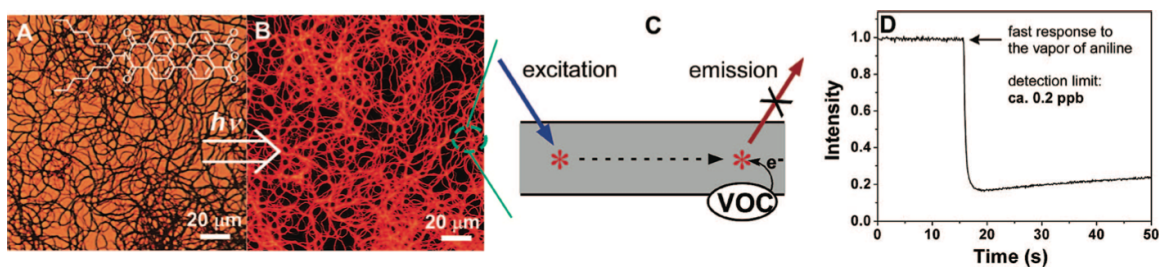 A
O
O
O
O
hν
20 μm
B
20 μm
C
excitation
emission
* *
e-
VOC
D
fast response to
the vapor of aniline
detection limit:
ca. 0.2 ppb
Intensity
1.0
0.8
0.6
0.4
0.2
0.0
0 10 20 30 40 50
Time (s)